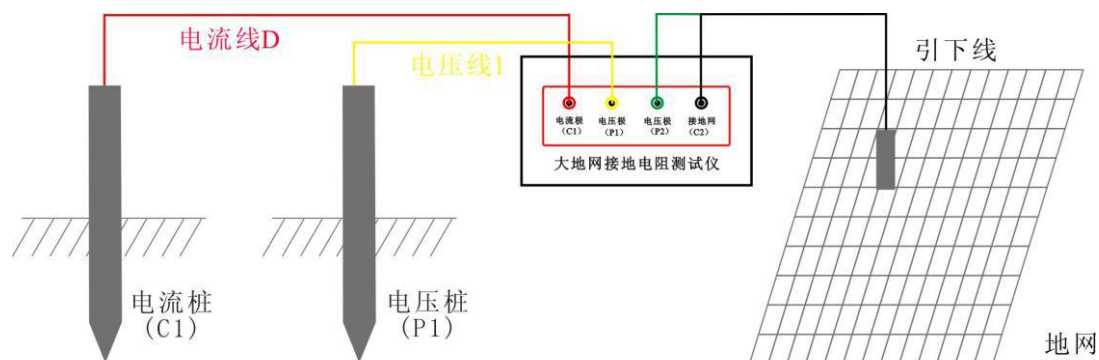 电流线D
电压线1
引下线
电流极 电压极 电压极 接地网
(C1) (P1) (P2) (C2)
大地网接地电阻测试仪
电流桩
(C1)
电压桩
(P1)
地网